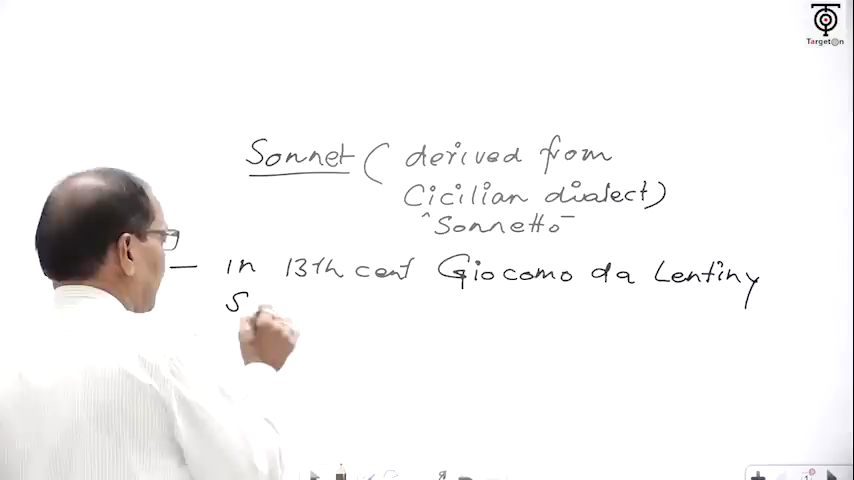 TargetOn
Sonnet ( derived from
Cicilian dialect)
"Sonnetto"
— in 13th cent Giocomo da Lentiny
S